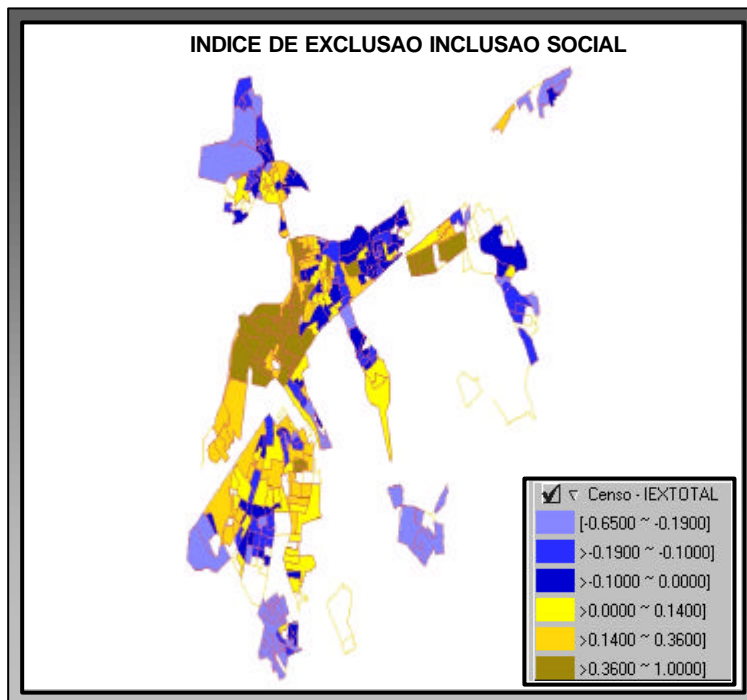 INDICE DE EXCLUSAO INCLUSAO SOCIAL
Censo - IEXTOTAL
[-0.6500 ~ -0.1900]
>-0.1900 ~ -0.1000]
>-0.1000 ~ 0.0000]
>0.0000 ~ 0.1400]
>0.1400 ~ 0.3600]
>0.3600 ~ 1.0000]